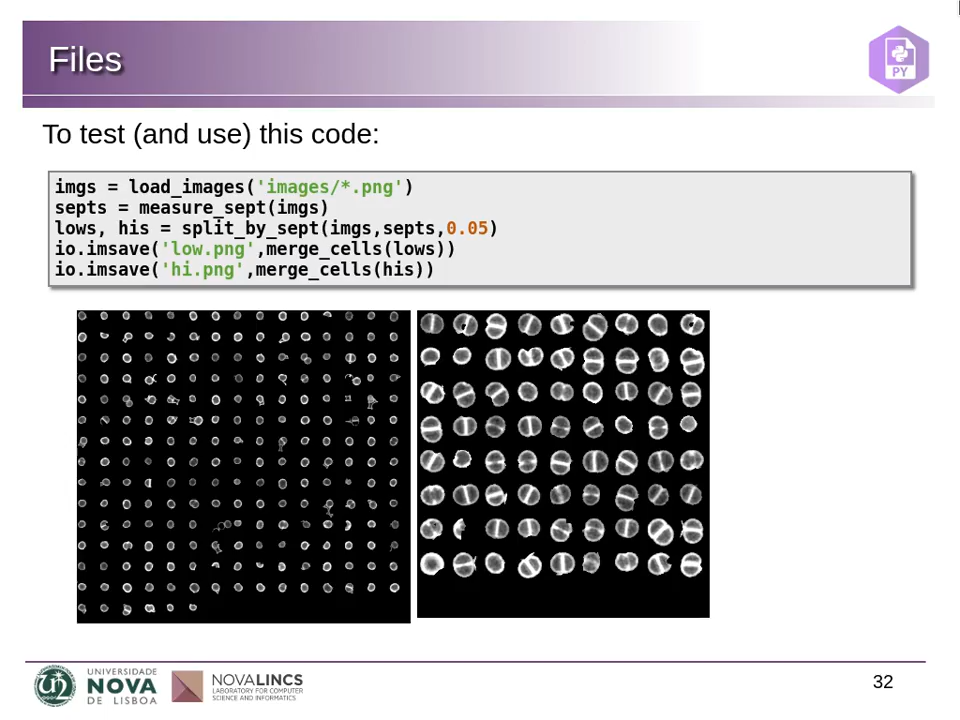 Files
PY
To test (and use) this code:
imgs = load_images('images/*.png')
septs = measure_sept(imgs)
lows, his = split_by_sept(imgs,septs,0.05)
io.imsave('low.png',merge_cells(lows))
io.imsave('hi.png',merge_cells(his))
UNIVERSIDADE
NOVA
DE LISBOA
NOVALINCS
LABORATORY FOR COMPUTER
SCIENCE AND INFORMATICS
32